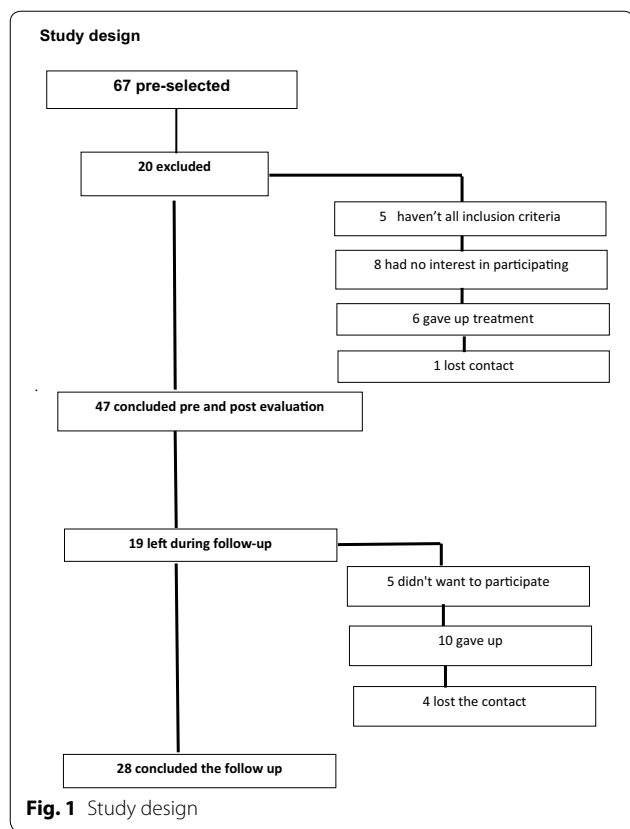 Study design
67 pre-selected
20 excluded
5 haven't all inclusion criteria
8 had no interest in participating
6 gave up treatment
1 lost contact
47 concluded pre and post evaluation
19 left during follow-up
5 didn't want to participate
10 gave up
4 lost the contact
28 concluded the follow up
Fig. 1 Study design